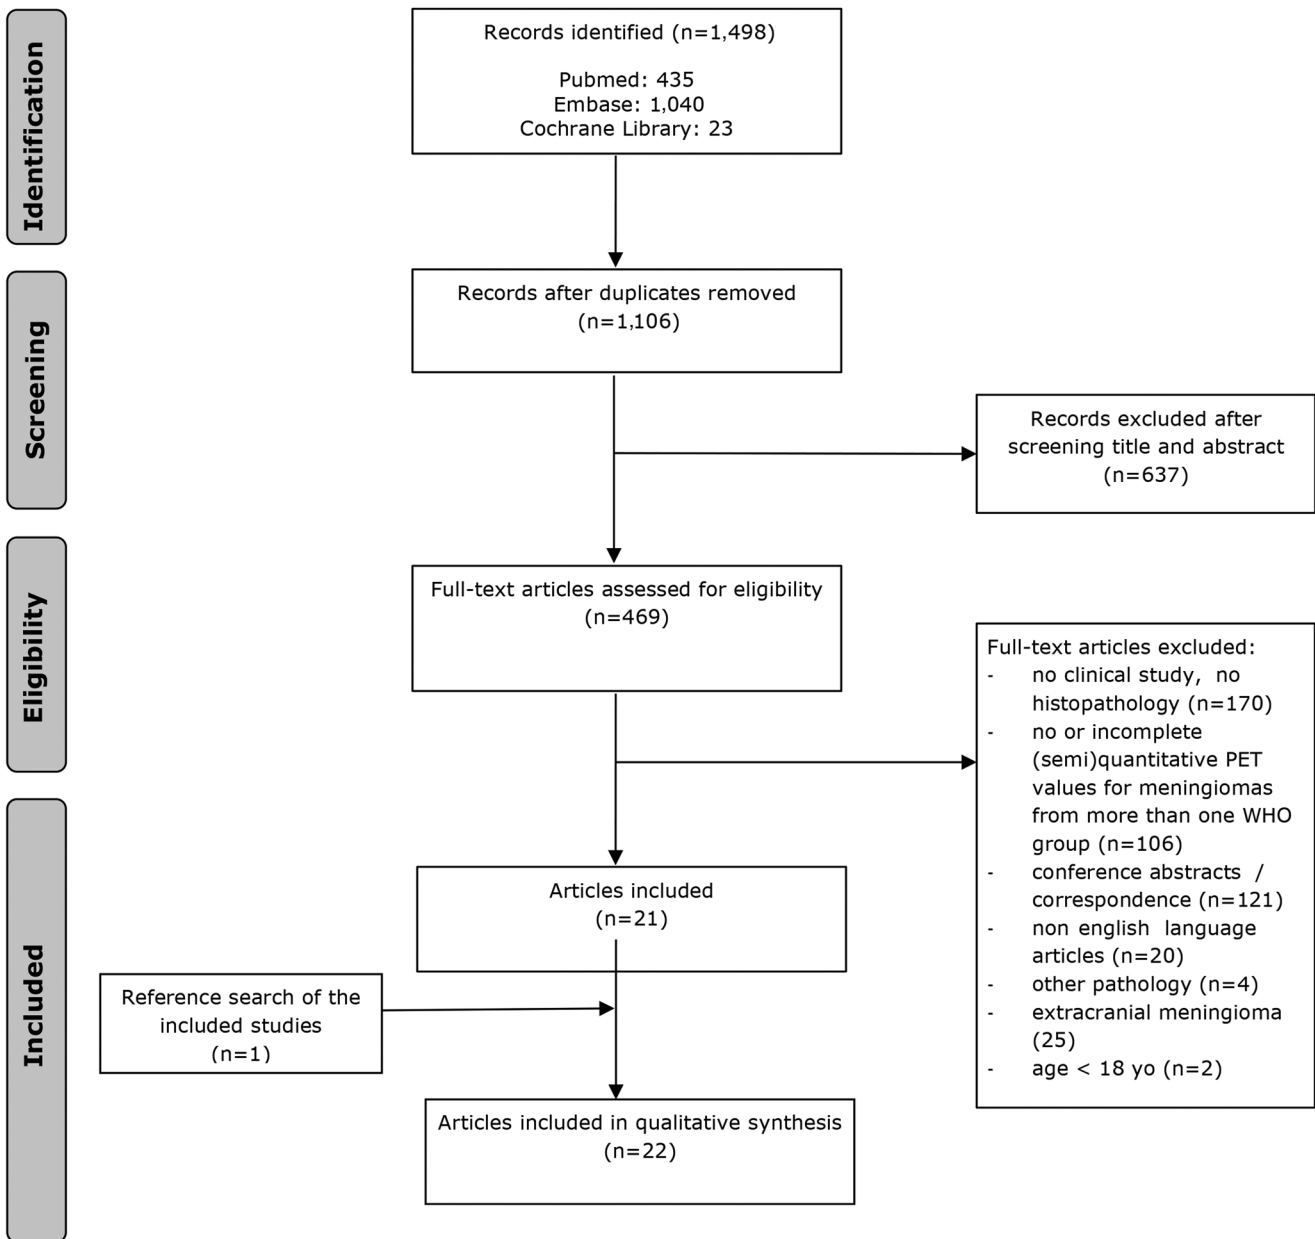 Identification
Records identified (n=1,498)
Pubmed: 435
Embase: 1,040
Cochrane Library: 23
Screening
Records after duplicates removed
(n=1,106)
Records excluded after
screening title and abstract
(n=637)
Eligibility
Full-text articles assessed for eligibility
(n=469)
Full-text articles excluded:
- no clinical study, no
histopathology (n=170)
- no or incomplete
(semi)quantitative PET
values for meningiomas
from more than one WHO
group (n=106)
- conference abstracts /
correspondence (n=121)
- non english language
articles (n=20)
- other pathology (n=4)
- extracranial meningioma
(25)
- age < 18 yo (n=2)
Included
Articles included
(n=21)
Reference search of the
included studies
(n=1)
Articles included in qualitative synthesis
(n=22)